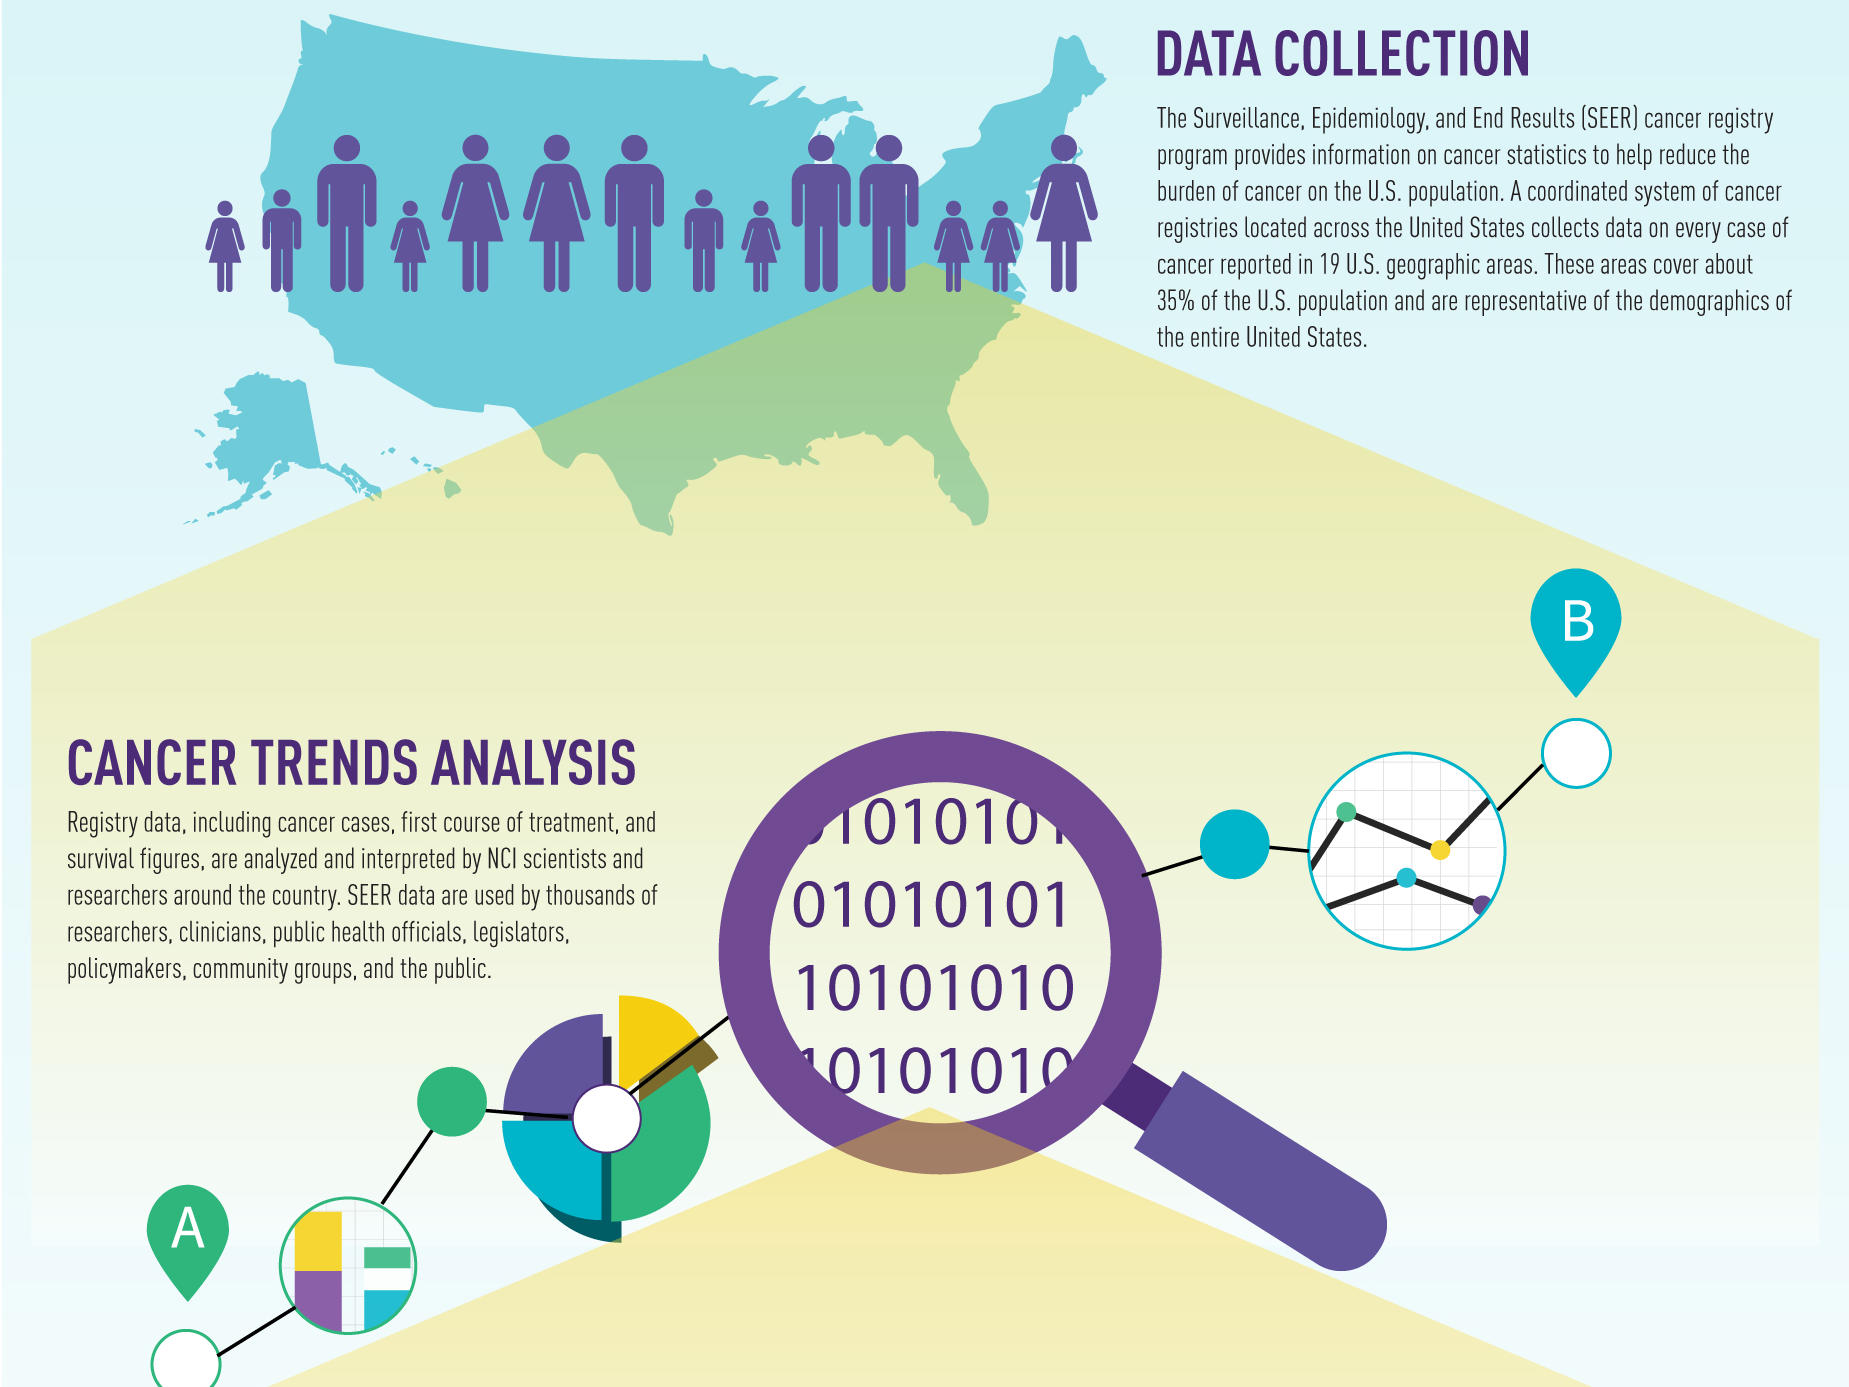 DATA COLLECTION
The Surveillance, Epidemiology, and End Results (SEER) cancer registry
program provides information on cancer statistics to help reduce the
burden of cancer on the U.S. population. A coordinated system of cancer
registries located across the United States collects data on every case of
cancer reported in 19 U.S. geographic areas. These areas cover about
35% of the U.S. population and are representative of the demographics of
the entire United States.
B
CANCER TRENDS ANALYSIS
Registry data, including cancer cases, first course of treatment, and
survival figures, are analyzed and interpreted by NCI scientists and
researchers around the country. SEER data are used by thousands of
researchers, clinicians, public health officials, legislators,
policymakers, community groups, and the public.
01010101
01010101
10101010
10101010
A